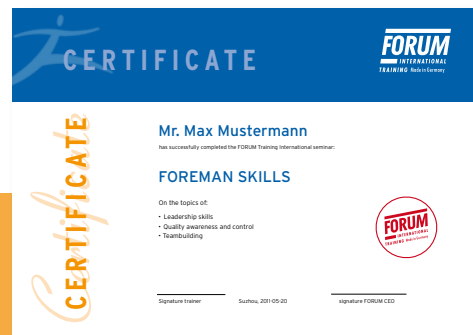 CERTIFICATE
FORUM
INTERNATIONAL
TRAINING Made in Germany
Certificate
CERTIFICATE
Mr. Max Mustermann
has successfully completed the FORUM Training International seminar:
FOREMAN SKILLS
On the topics of:
• Leadership skills
• Quality awareness and control
• Teambuilding
FORUM
INTERNATIONAL
TRAINING Made in Germany
Signature trainer
Suzhou, 2011-05-20
signature FORUM CEO